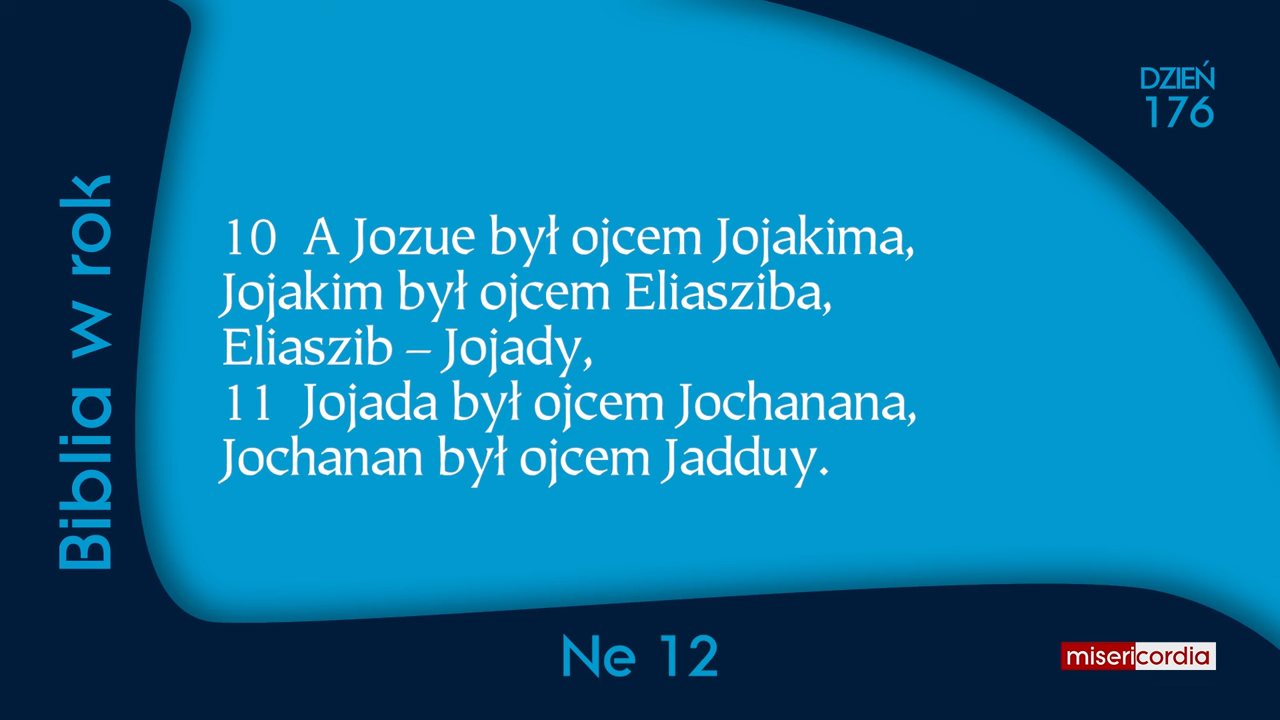 DZIEŃ
176
Biblia w rok
10 A Jozue był ojcem Jojakima,
Jojakim był ojcem Eliasziba,
Eliaszib – Jojady,
11 Jojada był ojcem Jochanana,
Jochanan był ojcem Jadduy.
Ne 12
misericordia